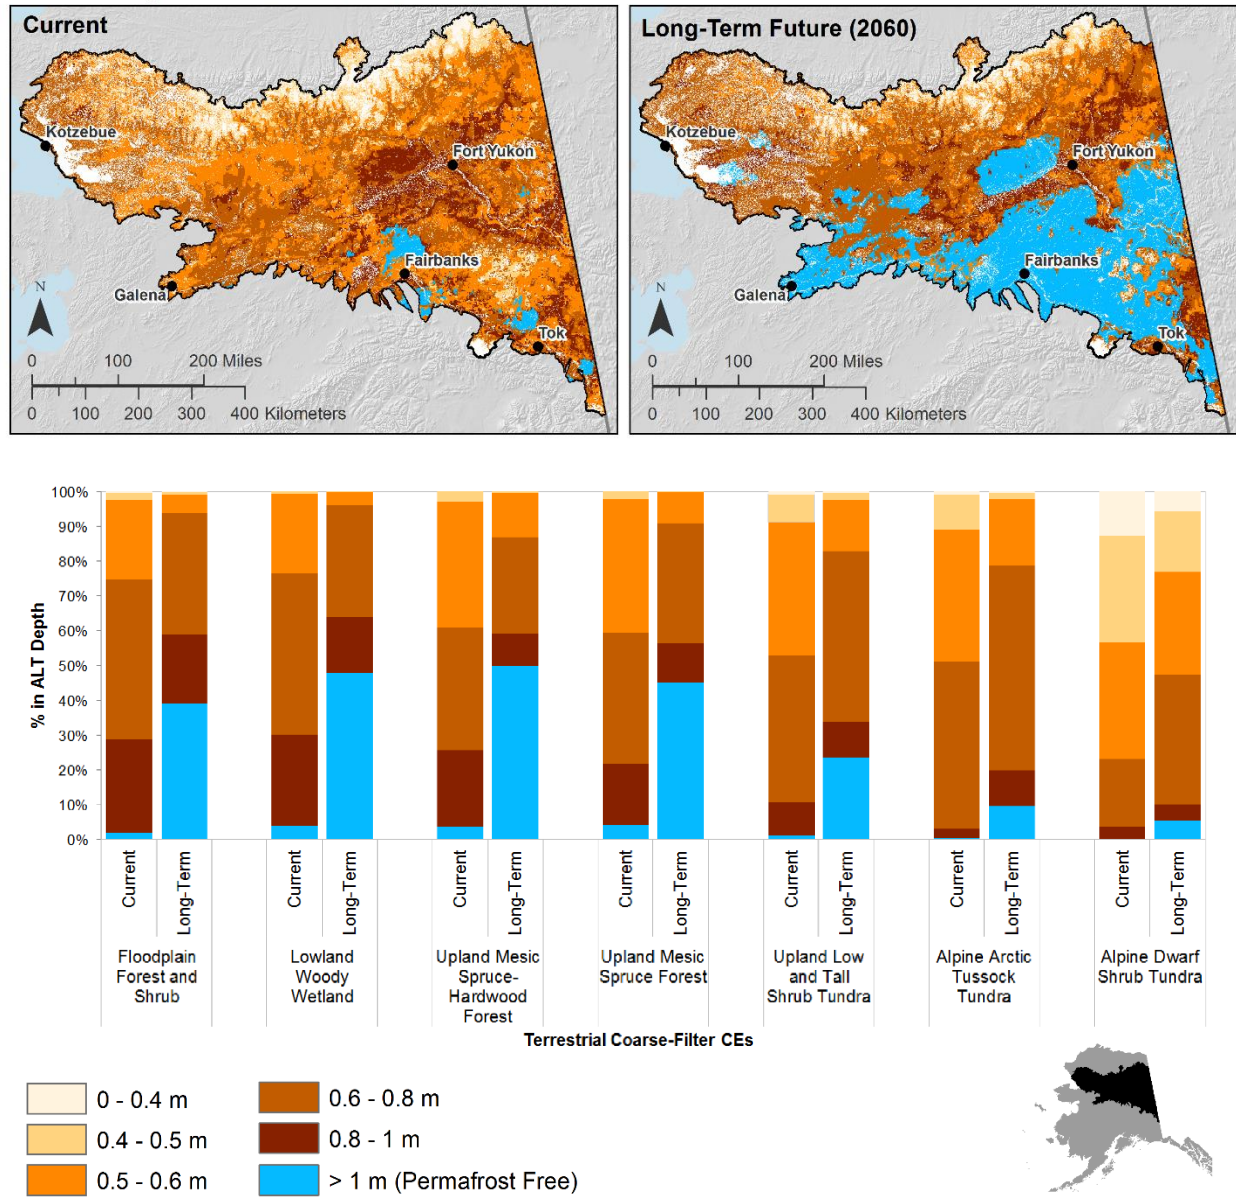 Current
Kotzebue
Fort Yukon
Fairbanks
Galena
Tok
N
0 100 200 Miles
0 100 200 300 400 Kilometers
Long-Term Future (2060)
Kotzebue
Fort Yukon
Fairbanks
Galena
Tok
N
0 100 200 Miles
0 100 200 300 400 Kilometers
% in ALT Depth
100%
90%
80%
70%
60%
50%
40%
30%
20%
10%
0%
Current Long-Term Current Long-Term Current Long-Term Current Long-Term Current Long-Term Current Long-Term Current Long-Term
Floodplain
Forest and
Shrub
Lowland
Woody
Wetland
Upland Mesic
Spruce-
Hardwood
Forest
Upland Mesic
Spruce Forest
Upland Low
and Tall
Shrub Tundra
Alpine Arctic
Tussock
Tundra
Alpine Dwarf
Shrub Tundra
Terrestrial Coarse-Filter CEs
0 - 0.4 m
0.4 - 0.5 m
0.5 - 0.6 m
0.6 - 0.8 m
0.8 - 1 m
> 1 m (Permafrost Free)